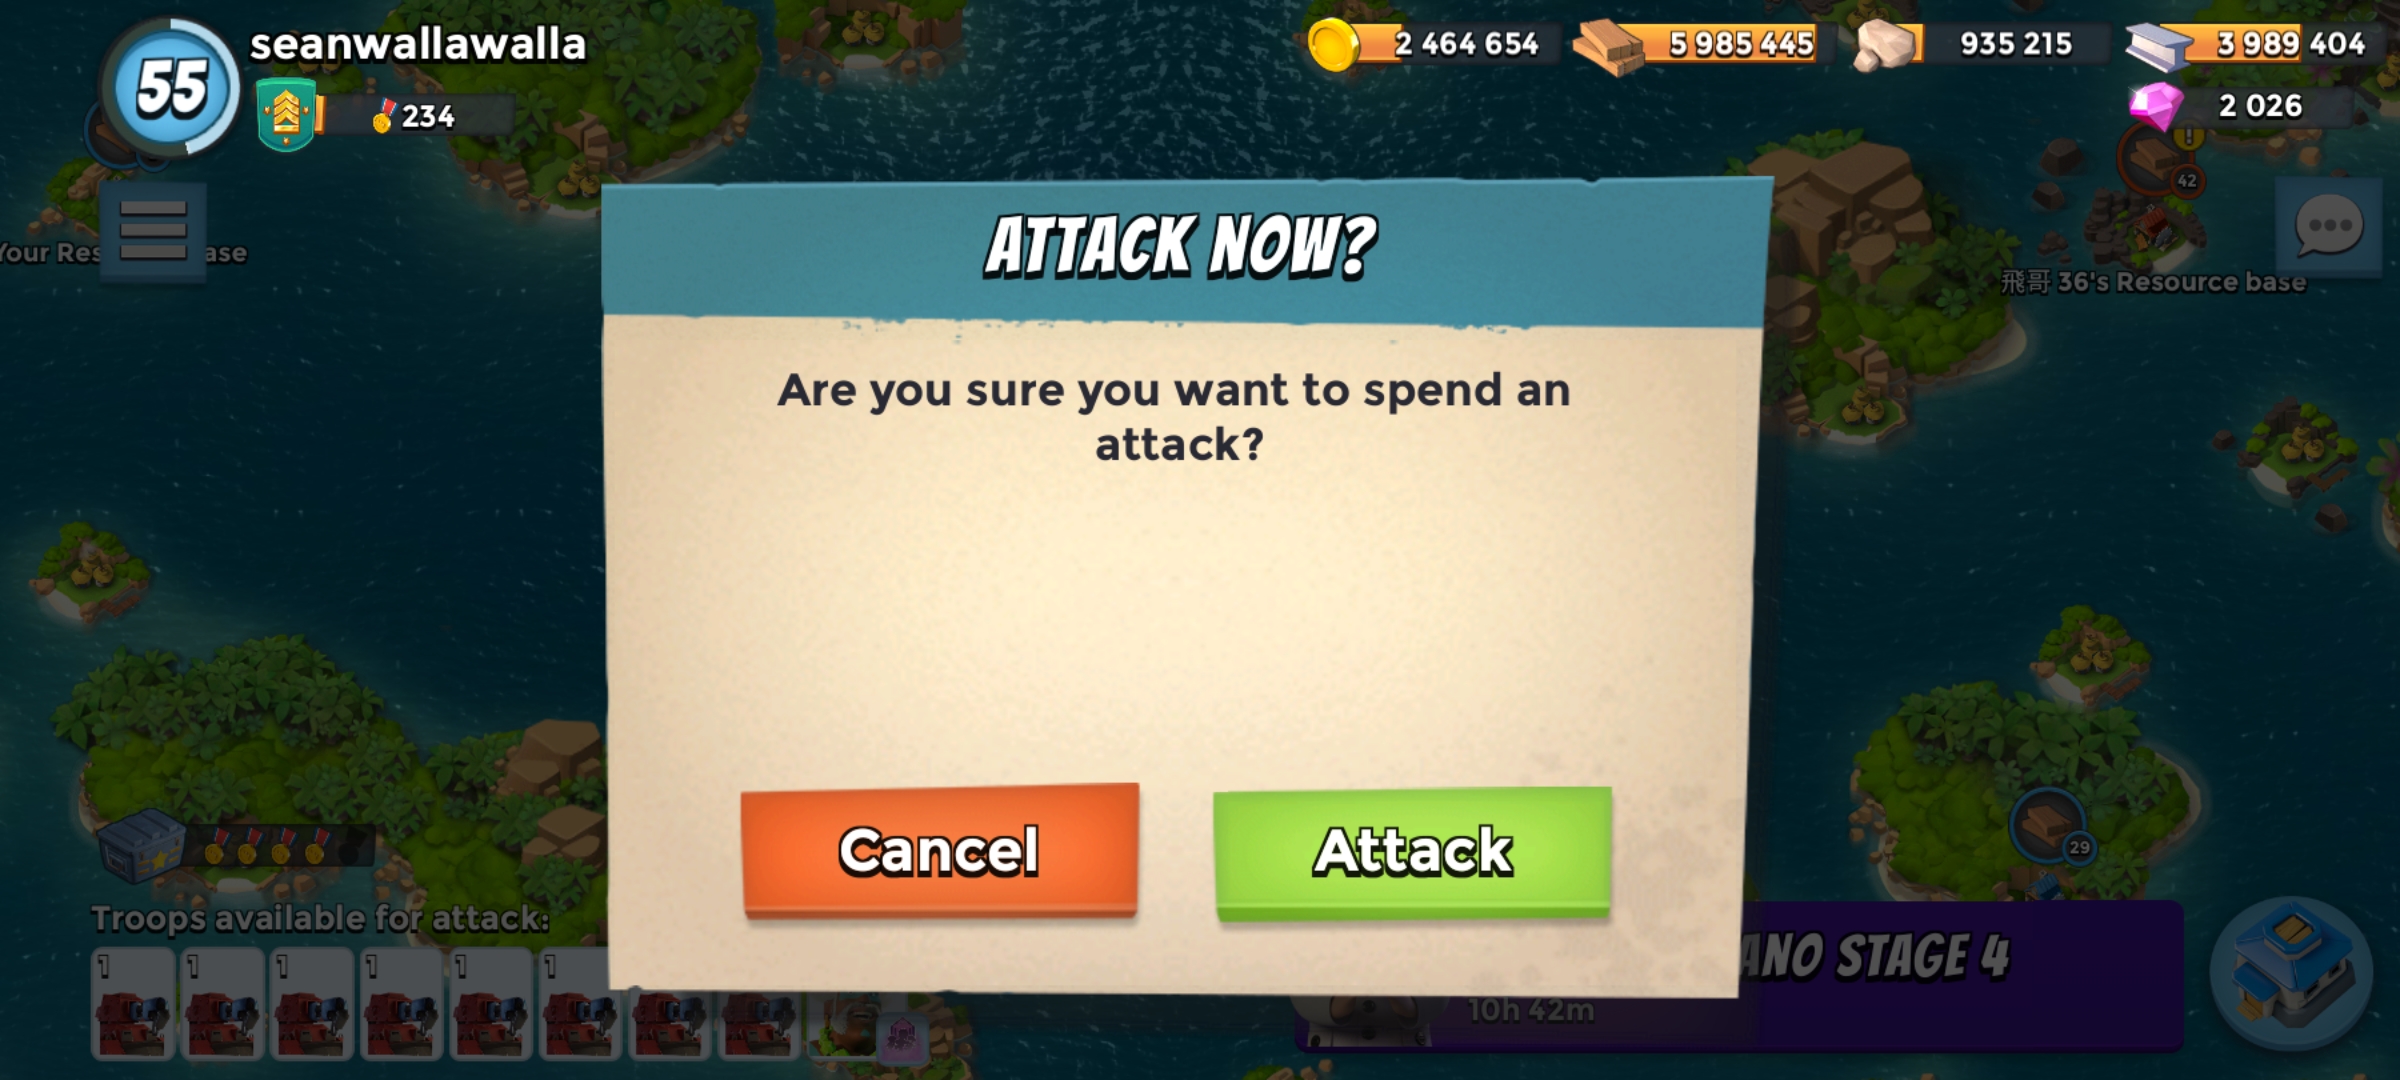 55
seanwallawalla
234
2 464 654
5 985 445
935 215
3 989 404
2 026
42
Your Res
ase
飛哥 36's Resource base
ATTACK NOW?
Are you sure you want to spend an
attack?
Cancel
Attack
29
Troops available for attack:
1 1 1 1 1 1
ANO STAGE 4
10h 42m